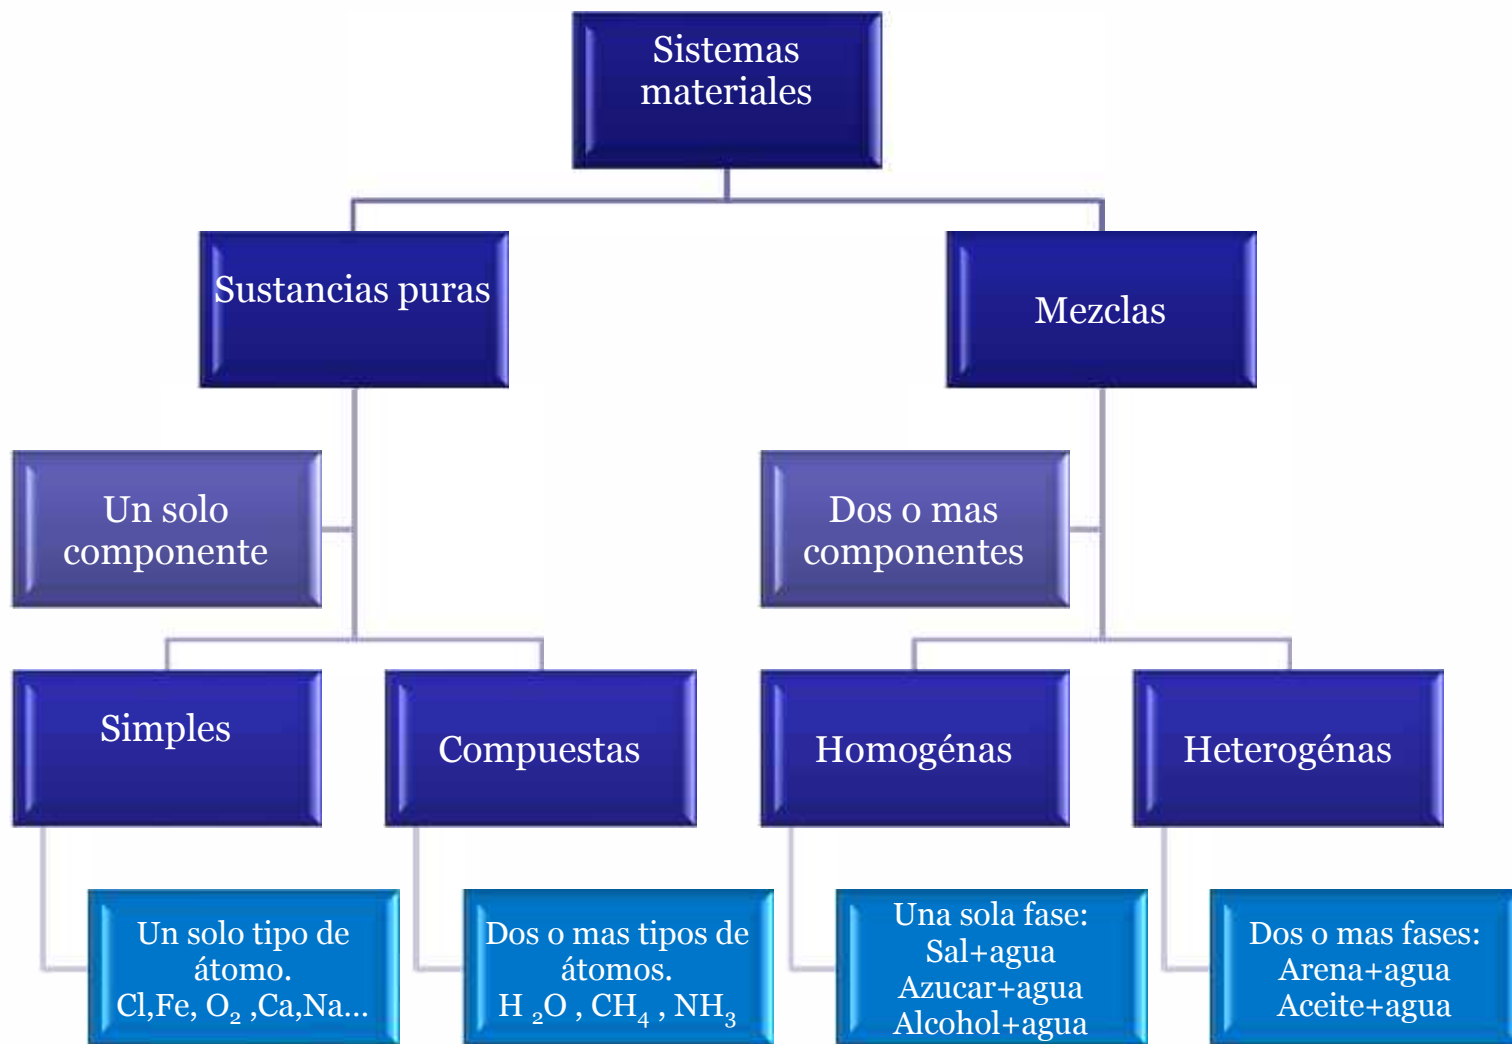 Sistemas
materiales
Sustancias puras
Mezclas
Un solo
componente
Dos o mas
componentes
Simples
Compuestas
Homogénas
Heterogénas
Un solo tipo de
átomo.
Cl,Fe, O₂ ,Ca,Na...
Dos o mas tipos de
átomos.
H ₂O , CH₄ , NH₃
Una sola fase:
Sal+agua
Azucar+agua
Alcohol+agua
Dos o mas fases:
Arena+agua
Aceite+agua